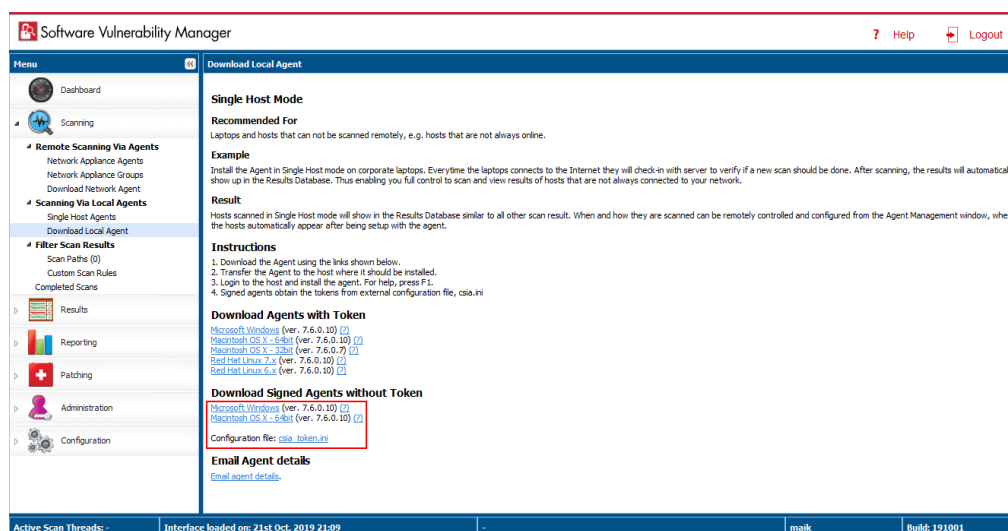 Software Vulnerability Manager
? Help
Logout
Menu
Download Local Agent
Dashboard
Scanning
Remote Scanning Via Agents
Network Appliance Agents
Network Appliance Groups
Download Network Agent
Scanning Via Local Agents
Single Host Agents
Download Local Agent
Filter Scan Results
Scan Paths (0)
Custom Scan Rules
Completed Scans
Results
Reporting
Patching
Administration
Configuration
Single Host Mode
Recommended For
Laptops and hosts that can not be scanned remotely, e.g. hosts that are not always online.
Example
Install the Agent in Single Host mode on corporate laptops. Everytime the laptops connects to the Internet they will check-in with server to verify if a new scan should be done. After scanning, the results will automatical
show up in the Results Database. Thus enabling you full control to scan and view results of hosts that are not always connected to your network.
Result
Hosts scanned in Single Host mode will show in the Results Database similar to all other scan result. When and how they are scanned can be remotely controlled and configured from the Agent Management window, whe
the hosts automatically appear after being setup with the agent.
Instructions
1. Download the Agent using the links shown below.
2. Transfer the Agent to the host where it should be installed.
3. Login to the host and install the agent. For help, press F1.
4. Signed agents obtain the tokens from external configuration file, csia.ini
Download Agents with Token
Microsoft Windows (ver. 7.6.0.10) (?)
Macintosh OS X - 64bit (ver. 7.6.0.10) (?)
Macintosh OS X - 32bit (ver. 7.6.0.7) (?)
Red Hat Linux 7.x (ver. 7.6.0.10) (?)
Red Hat Linux 6.x (ver. 7.6.0.10) (?)
Download Signed Agents without Token
Microsoft Windows (ver. 7.6.0.10) (?)
Macintosh OS X - 64bit (ver. 7.6.0.10) (?)
Configuration file: csia_token.ini
Email Agent details
Email agent details.
Active Scan Threads: -
Interface loaded on: 21st Oct, 2019 21:09
-
maik
Build: 191001